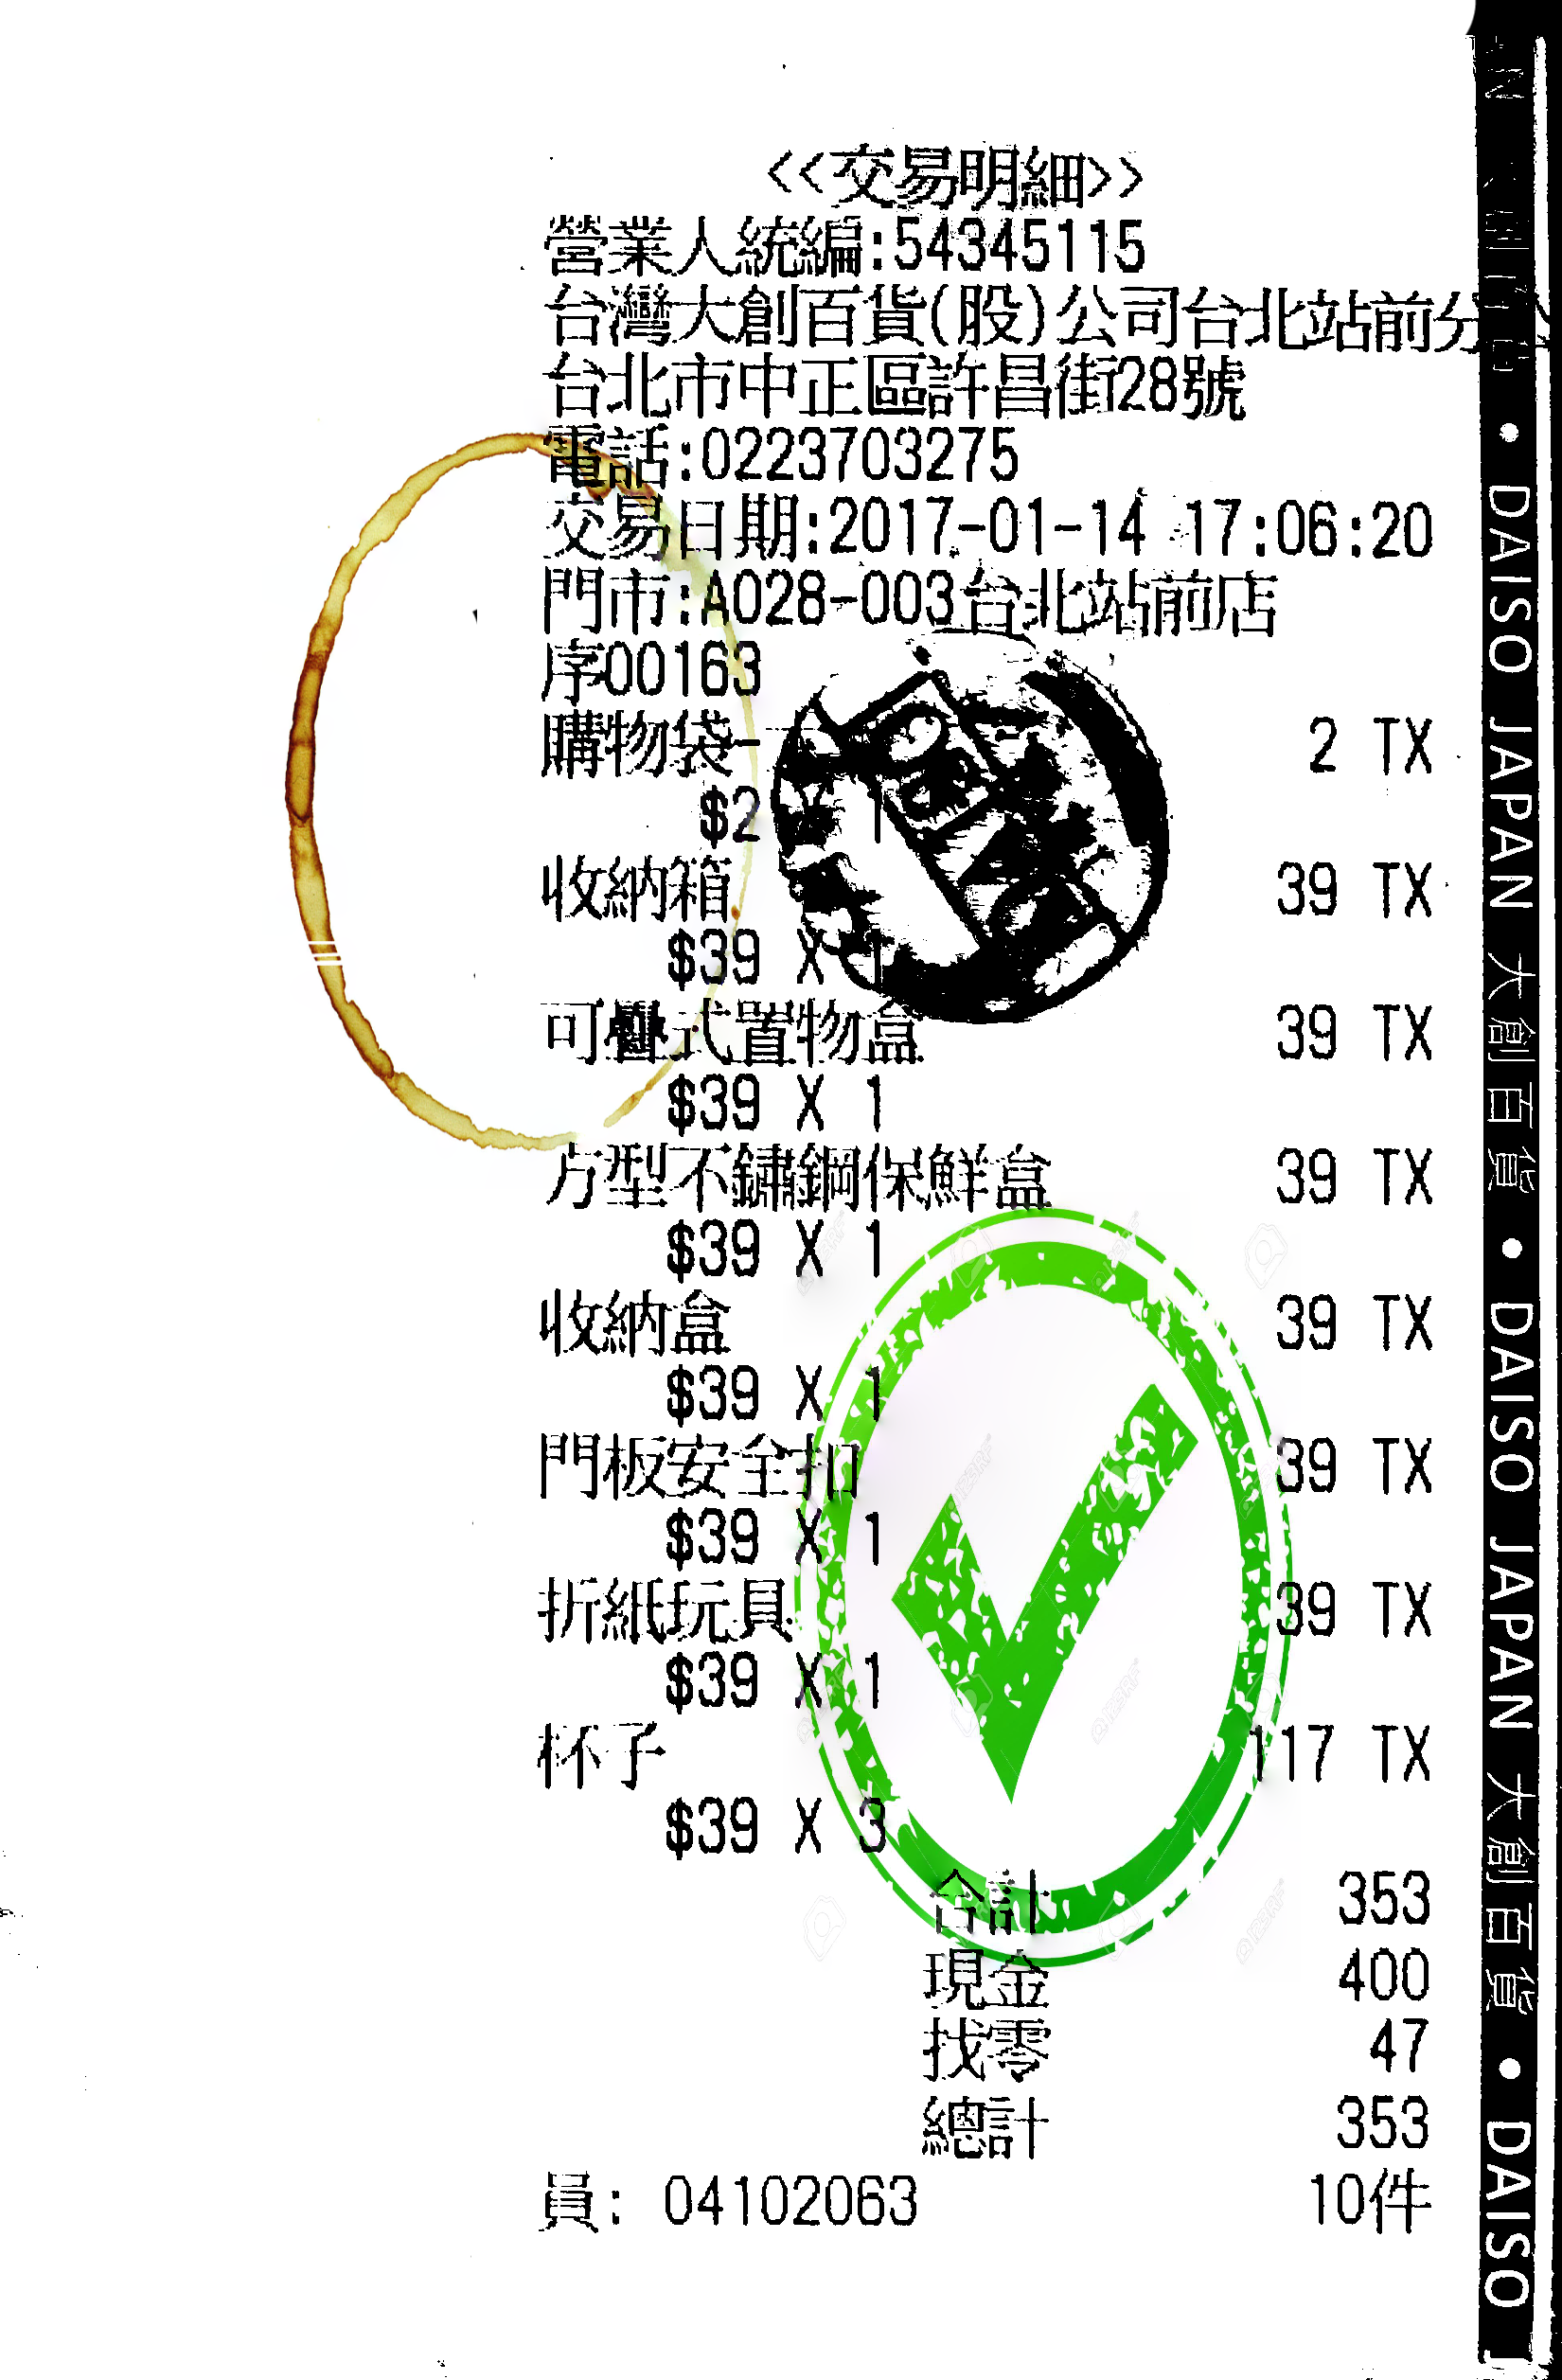 <<交易明細>>
營業人統編:54345115
台灣大創百貨(股)公司台北站前分
台北市中正區許昌街28號
電話:0223703275
交易日期:2017-01-14 17:06:20
門市:A028-003台北站前店
序00163
購物袋- 2 TX
$2 X 1
收納箱 39 TX
$39 X 1
可疊式置物盒 39 TX
$39 X 1
方型不鏽鋼保鮮盒 39 TX
$39 X 1
收納盒 39 TX
$39 X 1
門板安全扣 39 TX
$39 X 1
折紙玩具 39 TX
$39 X 1
杯子 117 TX
$39 X 3
合計 353
現金 400
找零 47
總計 353
員: 04102063 10件
• DAISO JAPAN 大創百貨 • DAISO JAPAN 大創百貨 • DAISO